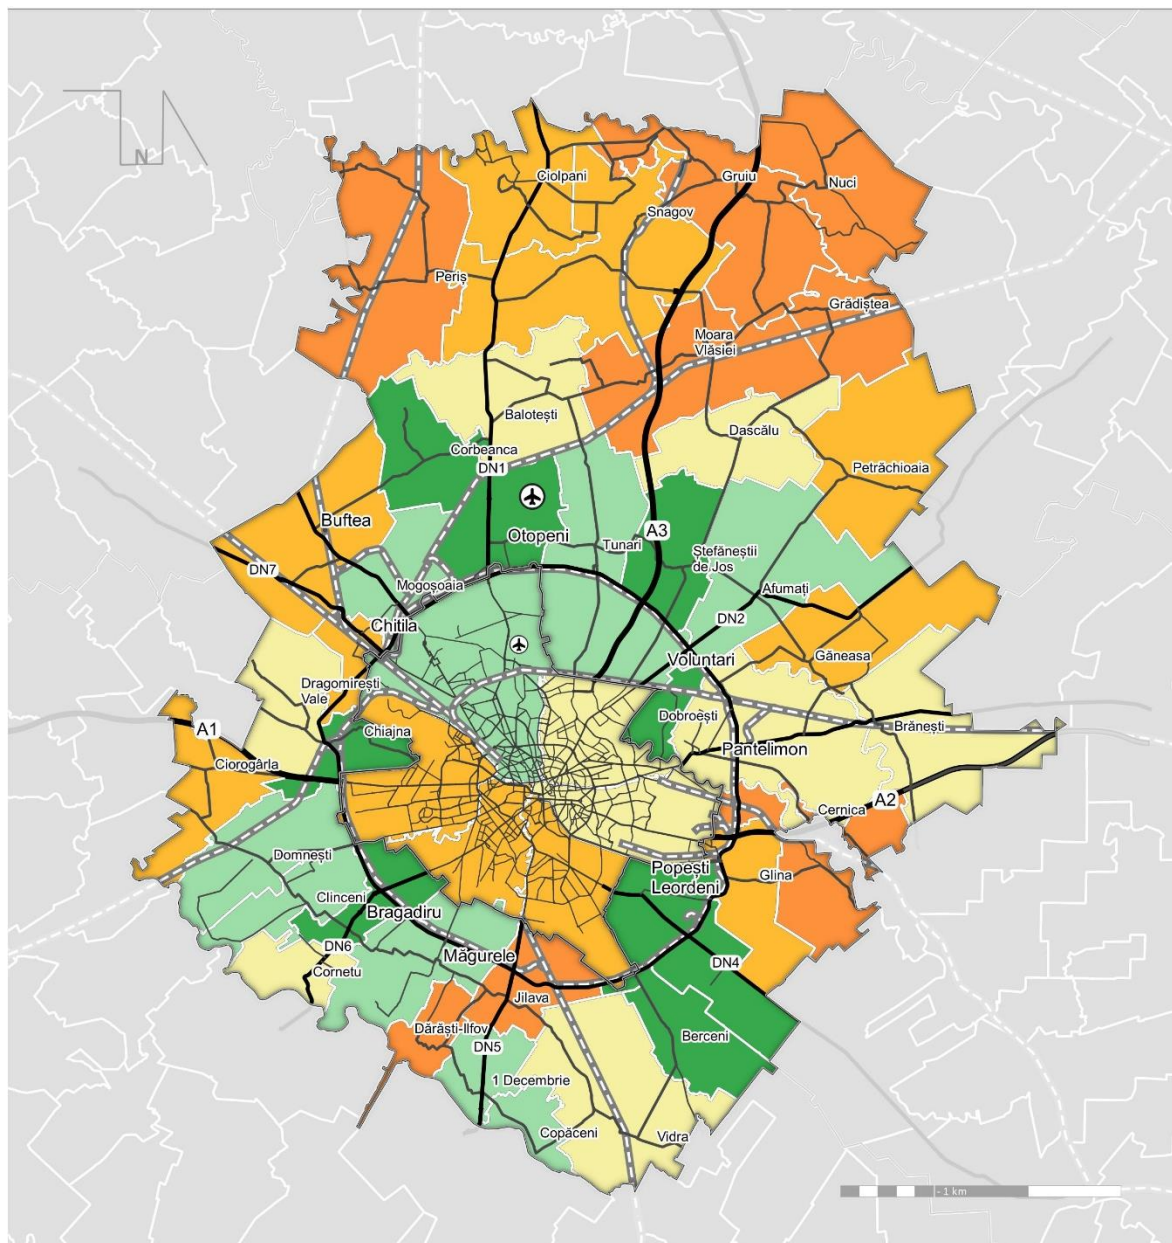 N
Ciolpani
Gruiu
Nuci
Snagov
Periș
Grădiștea
Moara
Vlăsiei
Balotești
Dascălu
Corbeanca
DN1
Petrăchioaia
Buftea
Otopeni
A3
Tunari
Ștefăneștii
de Jos
DN7
Mogoșoaia
Afumați
Chitila
DN2
Voluntari
Găneasa
Dragomirești
Vale
Dobroești
A1
Chiajna
Brănești
Pantelimon
Ciorogârla
A2
Cernica
Domnești
Popești
Leordeni
Glina
Clinceni
Bragadiru
DN6
Măgurele
DN4
Cornetu
Jilava
Dărăști-Ilfov
Berceni
DN5
1 Decembrie
Copăceni
Vidra
~1 km